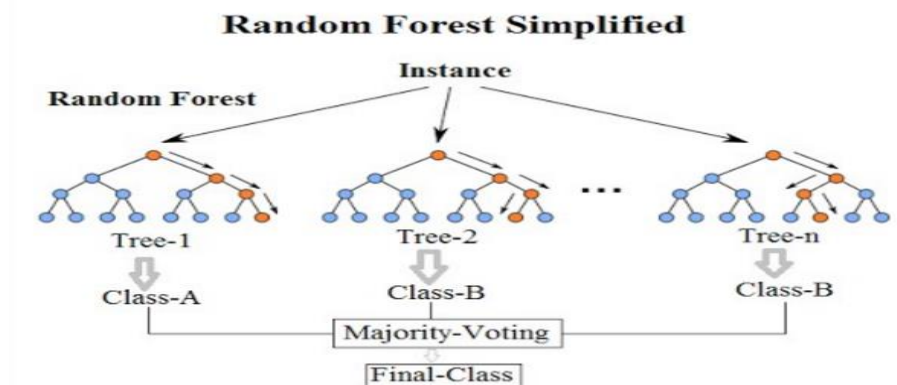 Random Forest Simplified
Instance
Random Forest
...
Tree-1 Tree-2 Tree-n
Class-A Class-B Class-B
Majority-Voting
Final-Class